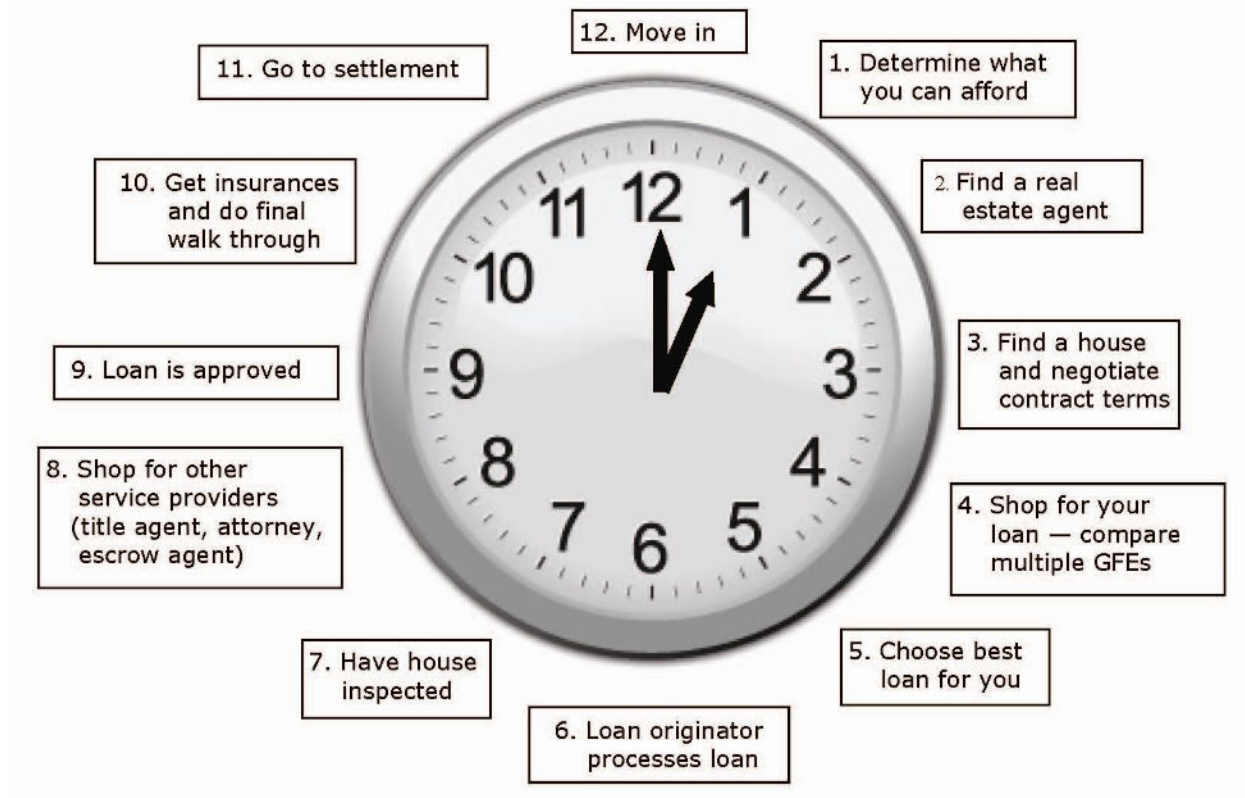 12. Move in
1. Determine what
you can afford
2. Find a real
estate agent
3. Find a house
and negotiate
contract terms
4. Shop for your
loan — compare
multiple GFEs
5. Choose best
loan for you
6. Loan originator
processes loan
7. Have house
inspected
8. Shop for other
service providers
(title agent, attorney,
escrow agent)
9. Loan is approved
10. Get insurances
and do final
walk through
11. Go to settlement
12
1
2
3
4
5
6
7
8
9
10
11